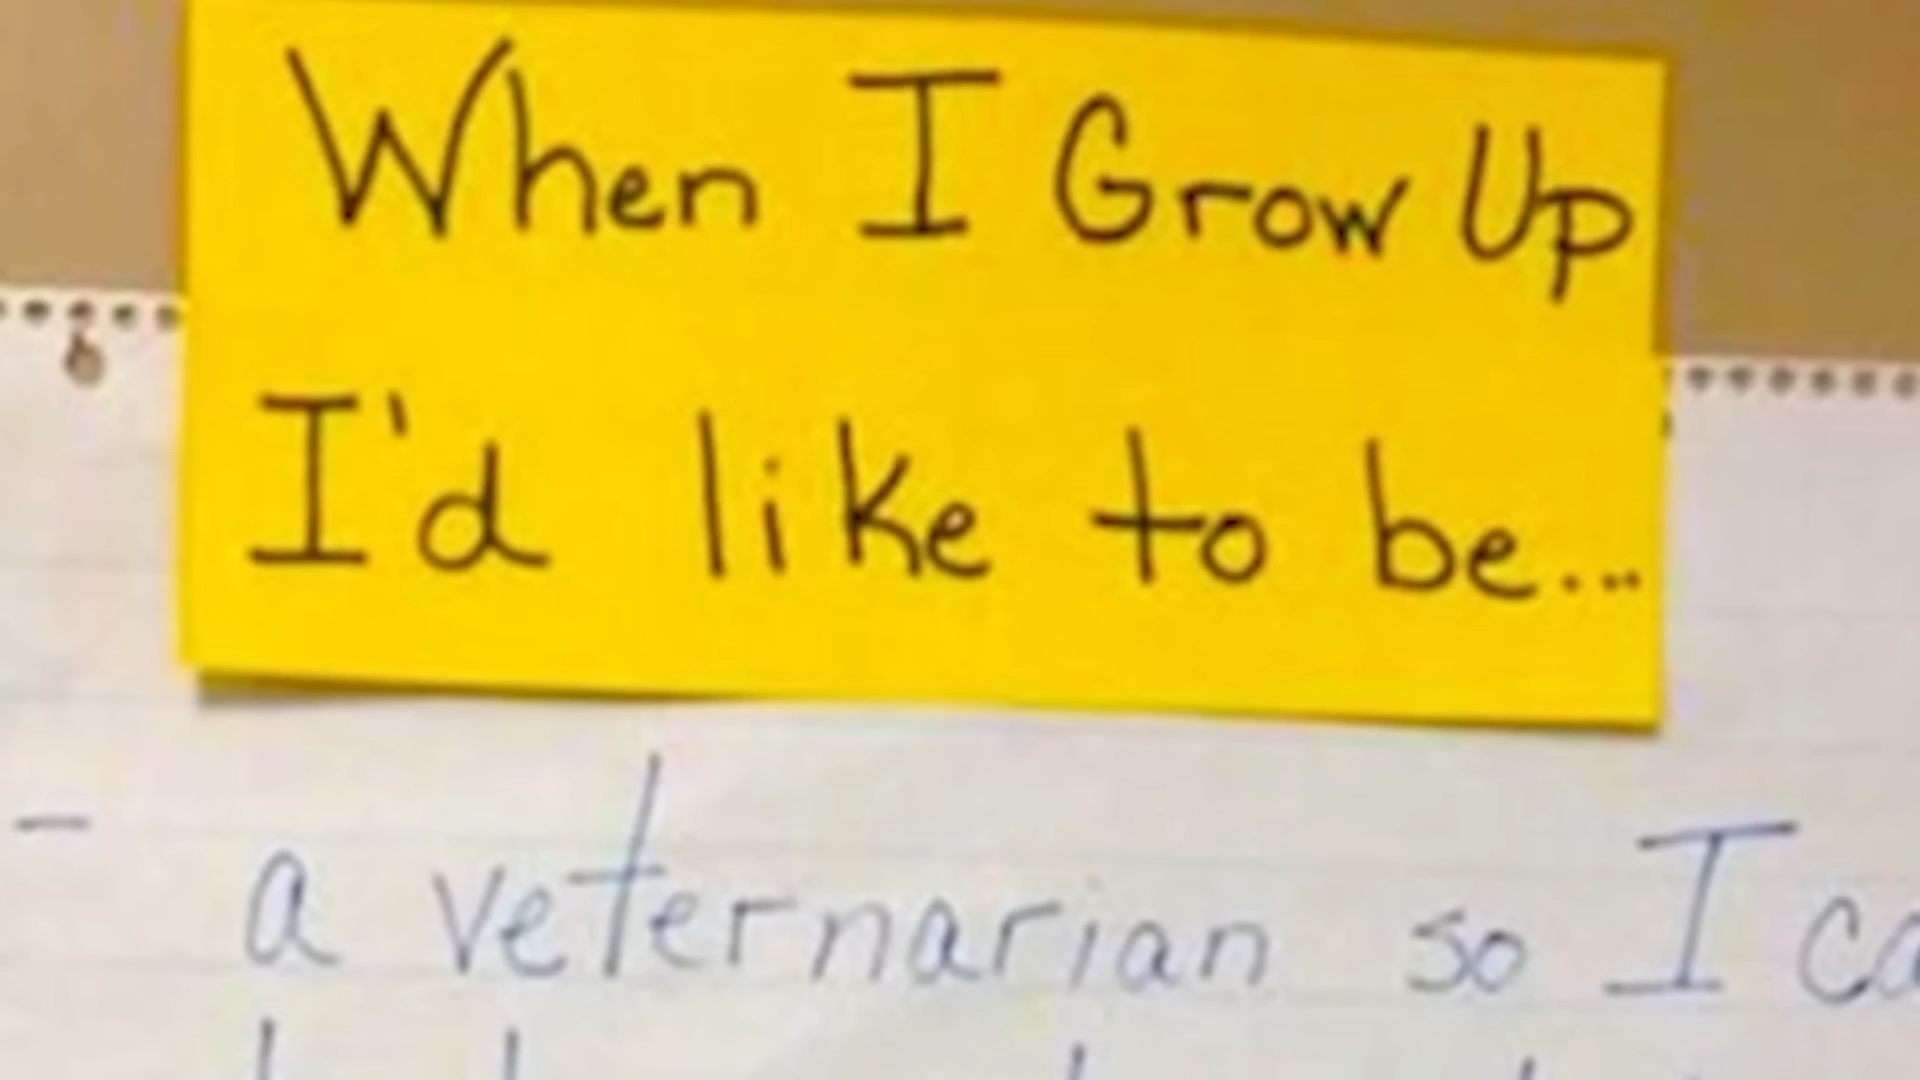 When I Grow Up
I'd like to be...
- a veternarian so I